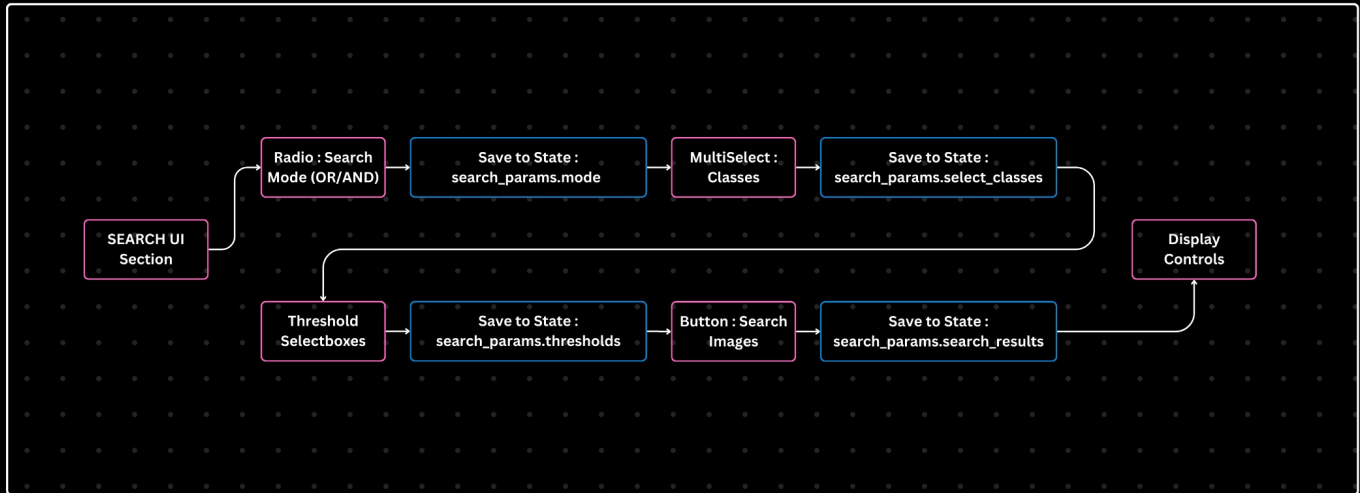 SEARCH UI
Section
Radio : Search
Mode (OR/AND)
Save to State :
search_params.mode
MultiSelect :
Classes
Save to State :
search_params.select_classes
Threshold
Selectboxes
Save to State :
search_params.thresholds
Button : Search
Images
Save to State :
search_params.search_results
Display
Controls